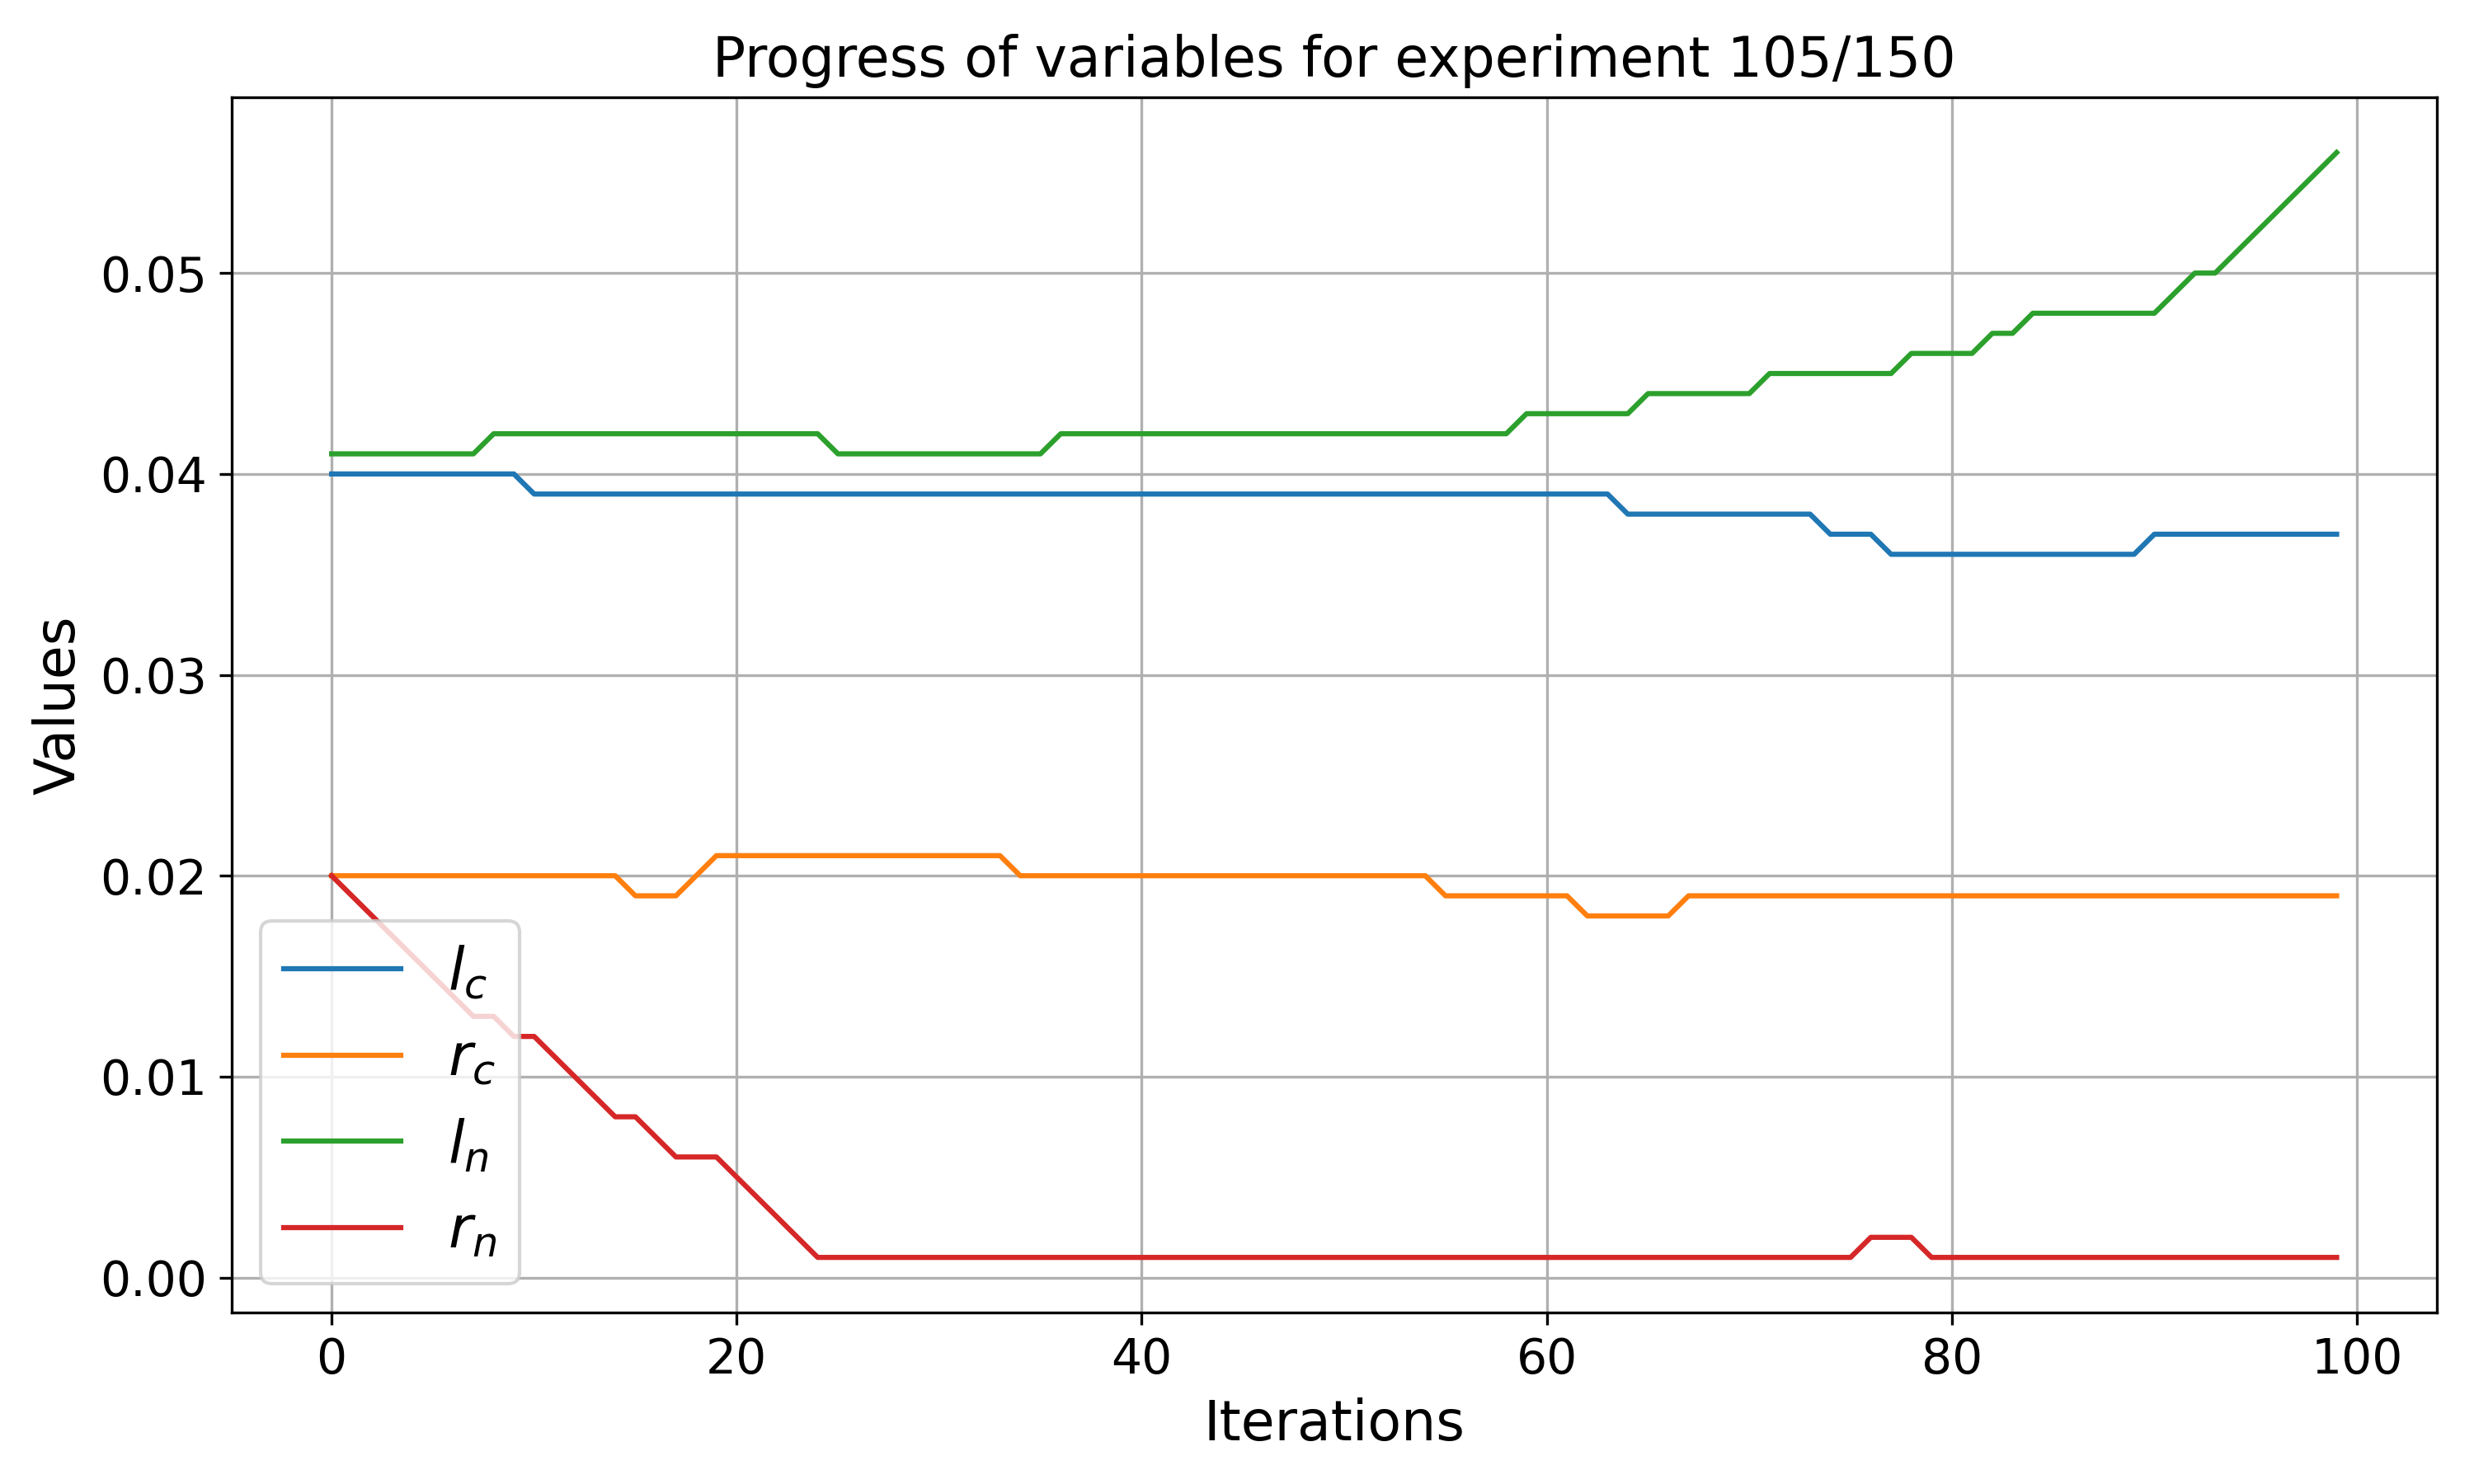 Progress of variables for experiment 105/150
Values
0.05
0.04
0.03
0.02
0.01
0.00
l_c
r_c
l_n
r_n
0 20 40 60 80 100
Iterations